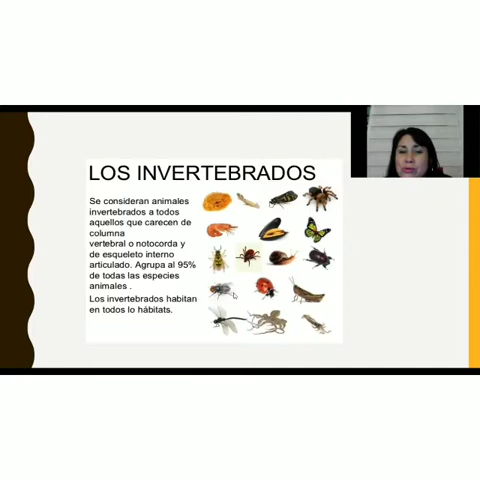 LOS INVERTEBRADOS
Se consideran animales
invertebrados a todos
aquellos que carecen de
columna
vertebral o notocorda y
de esqueleto interno
articulado. Agrupa al 95%
de todas las especies
animales .
Los invertebrados habitan
en todos lo hábitats.